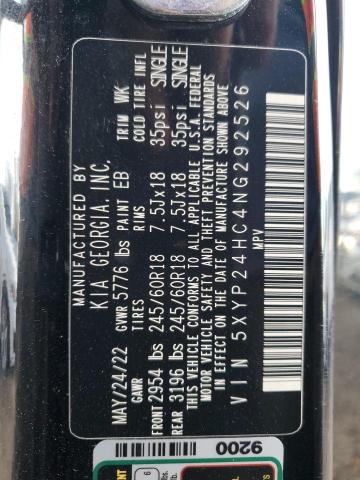 MANUFACTURED BY
KIA GEORGIA, INC.
MAY/24/22 GVWR 5776 lbs PAINT EB TRIM WK
GAWR TIRES RIMS COLD TIRE INFL
FRONT 2954 lbs 245/60R18 7.5Jx18 35psi SINGLE
REAR 3196 lbs 245/60R18 7.5Jx18 35psi SINGLE
THIS VEHICLE CONFORMS TO ALL APPLICABLE U.S.A. FEDERAL
MOTOR VEHICLE SAFETY AND THEFT PREVENTION STANDARDS
IN EFFECT ON THE DATE OF MANUFACTURE SHOWN ABOVE
VIN 5XYP24HC4NG292526
MPV
9200